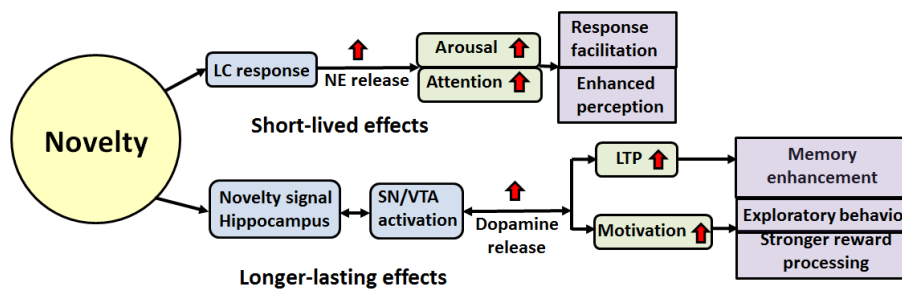 Novelty
LC response
NE release
Arousal
Attention
Response
facilitation
Enhanced
perception
Short-lived effects
Novelty signal
Hippocampus
SN/VTA
activation
Dopamine
release
LTP
Motivation
Memory
enhancement
Exploratory behavio
Stronger reward
processing
Longer-lasting effects